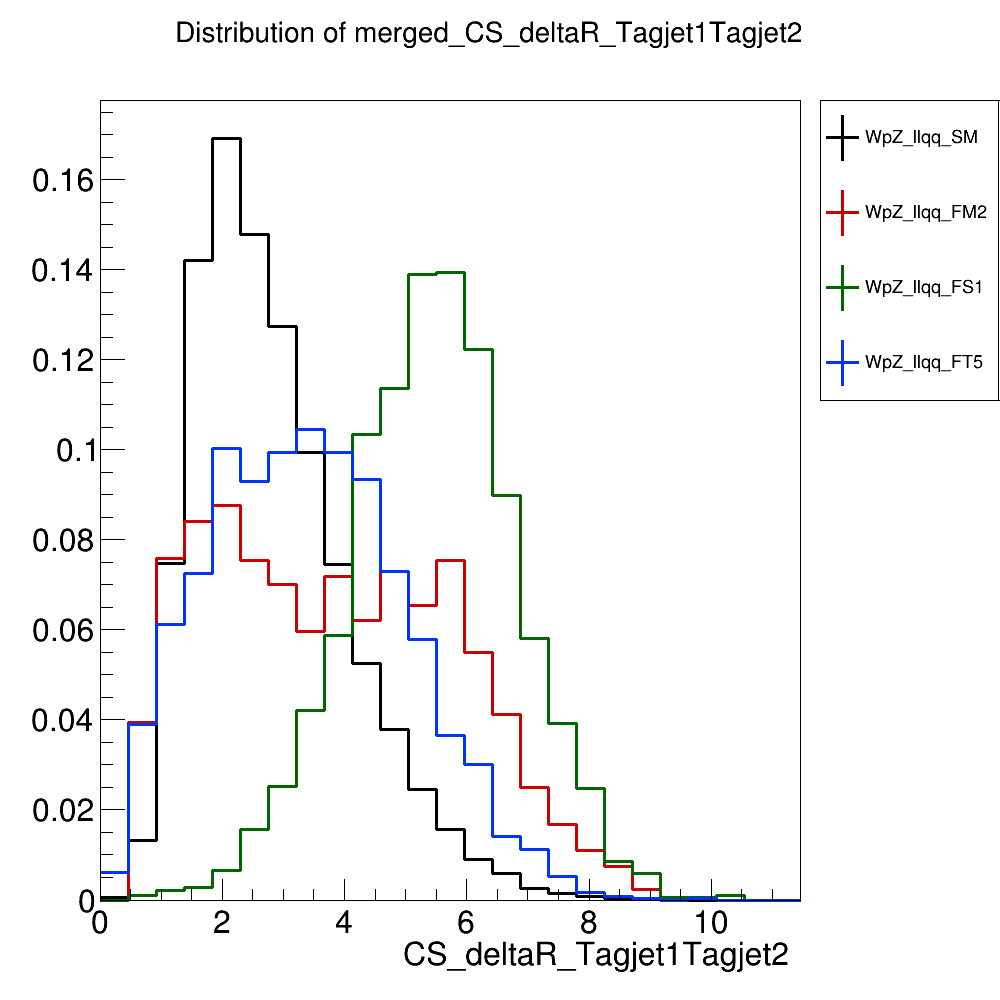 Distribution of merged_CS_deltaR_Tagjet1Tagjet2
WpZ_llqq_SM
WpZ_llqq_FM2
WpZ_llqq_FS1
WpZ_llqq_FT5
0.16
0.14
0.12
0.1
0.08
0.06
0.04
0.02
0
0 2 4 6 8 10
CS_deltaR_Tagjet1Tagjet2